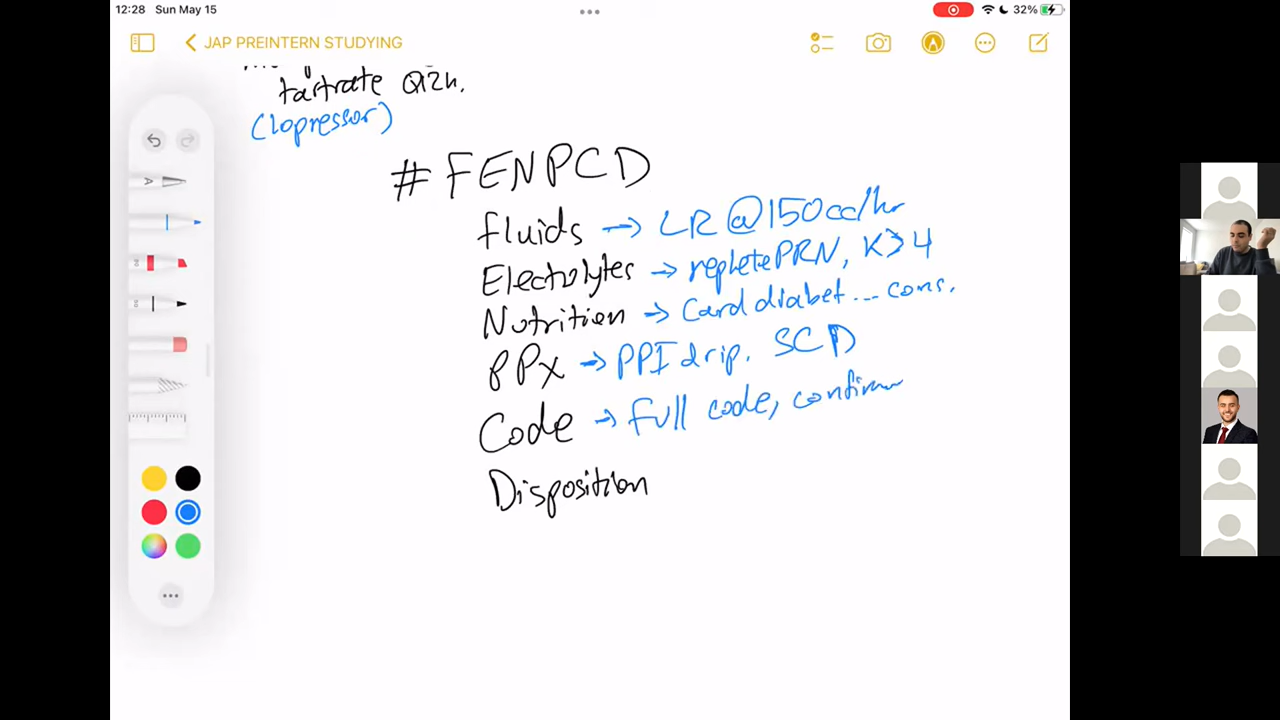 12:28 Sun May 15
32%
JAP PREINTERN STUDYING
tartrate Q12h.
(lopressor)
#FENPCD
fluids → LR @150cc/hr
Electrolytes → replete PRN, K>4
Nutrition → Card diabet... cons.
PPx → PPI drip. SCD
Code → full code, confirm
Disposition